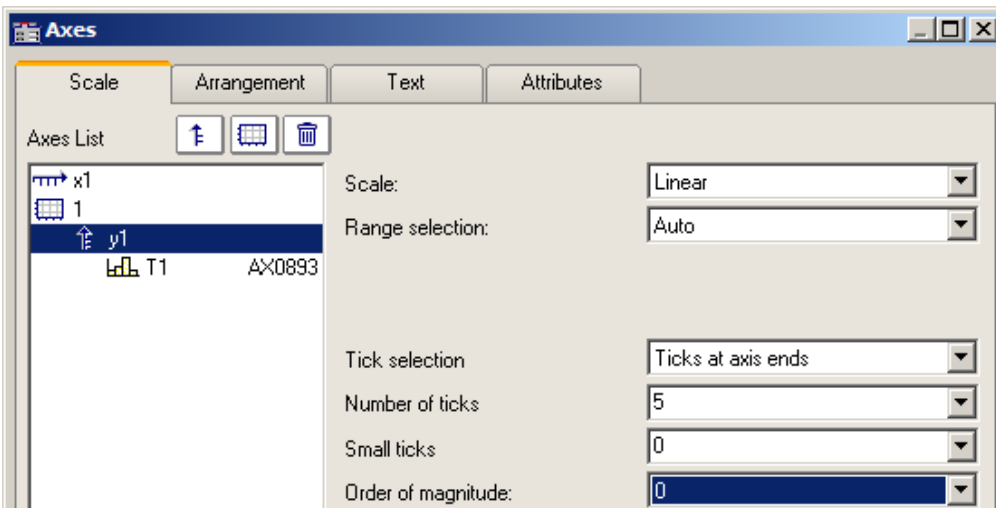 Axes
Scale Arrangement Text Attributes
Axes List
x1
Scale: Linear
1
Range selection: Auto
y1
T1 AX0893
Tick selection Ticks at axis ends
Number of ticks 5
Small ticks 0
Order of magnitude: 0